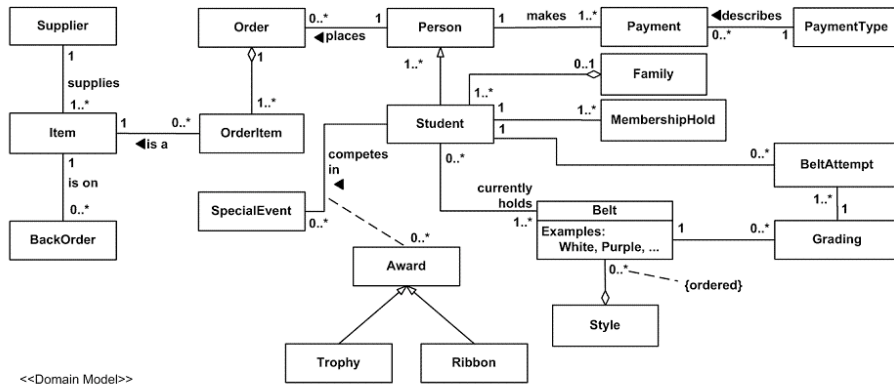 Supplier
1
supplies
1..*
Item
1
0..*
◀is a
1
is on
0..*
BackOrder
Order
0..*
1
◀places
1
1..*
OrderItem
Person
1
makes
1..*
Payment
◀describes
0..*
1
PaymentType
1..*
0..1
Family
1..*
Student
1
1..*
MembershipHold
1
0..*
BeltAttempt
1..*
1
Grading
competes
in ◀
SpecialEvent
0..*
0..*
Award
Trophy
Ribbon
0..*
currently
holds
1..*
Belt
Examples:
White, Purple, ...
1
0..*
0..*
{ordered}
Style
<<Domain Model>>